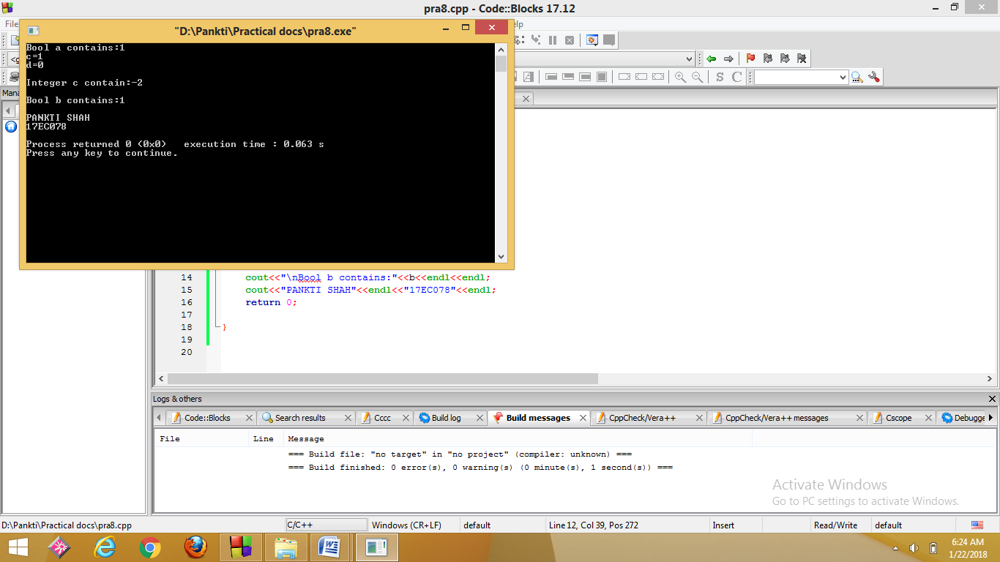 pra8.cpp - Code::Blocks 17.12
File
elp
"D:\Pankti\Practical docs\pra8.exe"
Bool a contains:1
c=1
d=0
Integer c contain:-2
Bool b contains:1
PANKTI SHAH
17EC078
Process returned 0 (0x0)   execution time : 0.063 s
Press any key to continue.
<g
S C
Mana
14 cout<<"\nBool b contains:"<<b<<endl<<endl;
15 cout<<"PANKTI SHAH"<<endl<<"17EC078"<<endl;
16 return 0;
17
18 }
19
20
Logs & others
Code::Blocks Search results Cccc Build log Build messages CppCheck/Vera++ CppCheck/Vera++ messages Cscope Debugge
File Line Message
=== Build file: "no target" in "no project" (compiler: unknown) ===
=== Build finished: 0 error(s), 0 warning(s) (0 minute(s), 1 second(s)) ===
Activate Windows
Go to PC settings to activate Windows.
D:\Pankti\Practical docs\pra8.cpp C/C++ Windows (CR+LF) default Line 12, Col 39, Pos 272 Insert Read/Write default
6:24 AM
1/22/2018